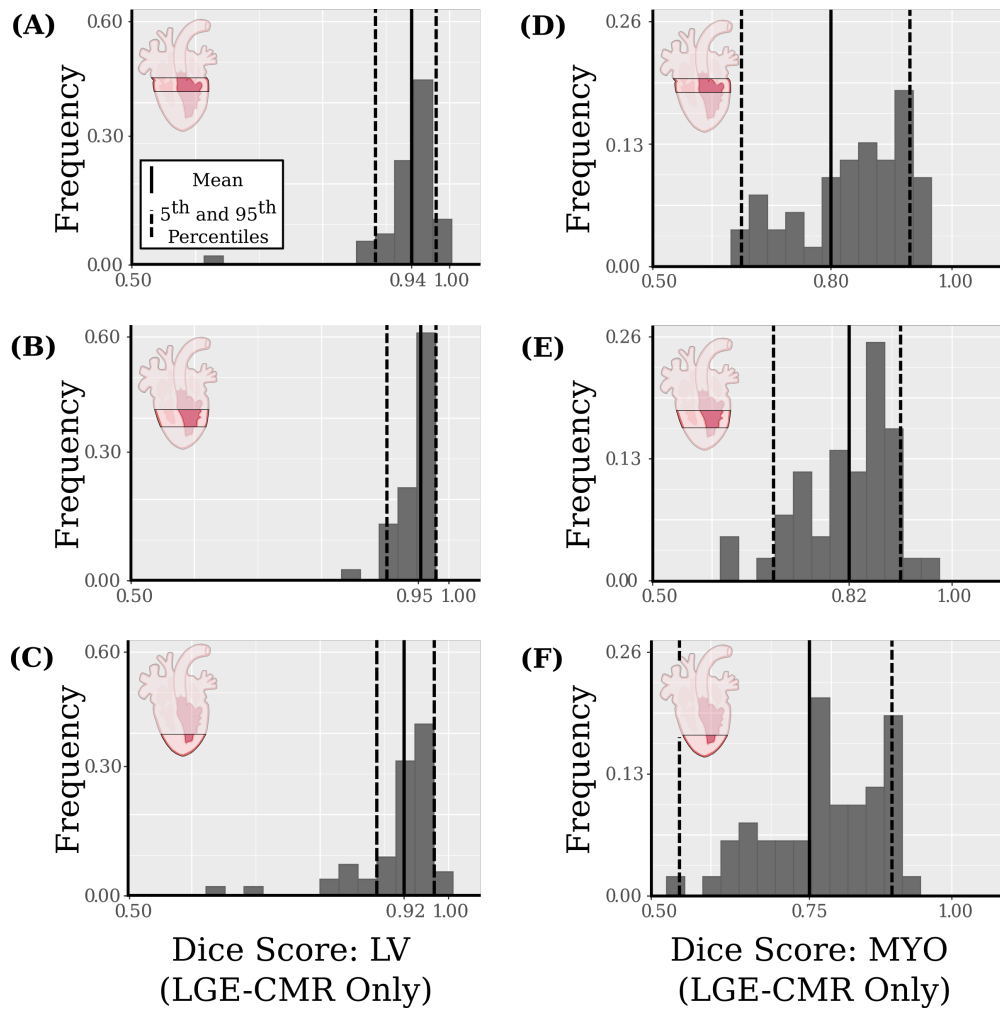 (A)
Frequency
0.60
0.30
0.00
Mean
5th and 95th
Percentiles
0.50
0.94
1.00
(D)
Frequency
0.26
0.13
0.00
0.50
0.80
1.00
(B)
Frequency
0.60
0.30
0.00
0.50
0.95
1.00
(E)
Frequency
0.26
0.13
0.00
0.50
0.82
1.00
(C)
Frequency
0.60
0.30
0.00
0.50
0.92
1.00
Dice Score: LV
(LGE-CMR Only)
(F)
Frequency
0.26
0.13
0.00
0.50
0.75
1.00
Dice Score: MYO
(LGE-CMR Only)